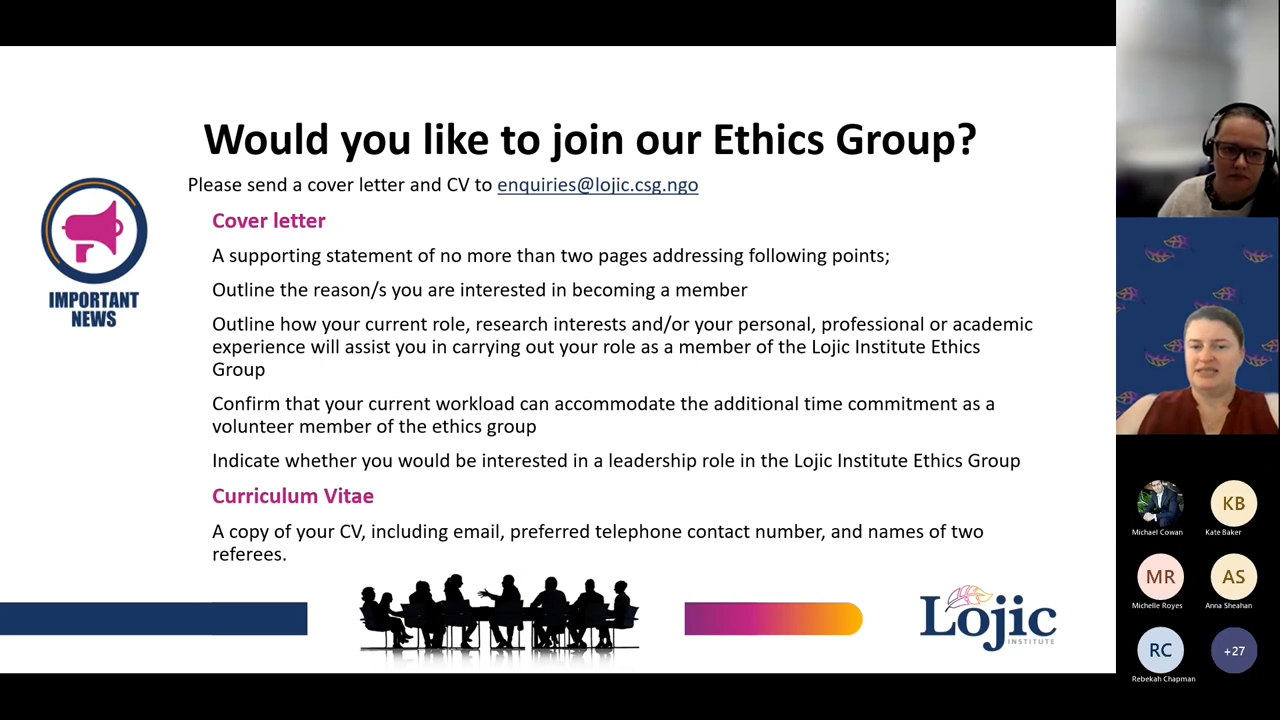 Would you like to join our Ethics Group?
Please send a cover letter and CV to enquiries@lojic.csg.ngo
IMPORTANT
NEWS
Cover letter
A supporting statement of no more than two pages addressing following points;
Outline the reason/s you are interested in becoming a member
Outline how your current role, research interests and/or your personal, professional or academic
experience will assist you in carrying out your role as a member of the Lojic Institute Ethics
Group
Confirm that your current workload can accommodate the additional time commitment as a
volunteer member of the ethics group
Indicate whether you would be interested in a leadership role in the Lojic Institute Ethics Group
Curriculum Vitae
A copy of your CV, including email, preferred telephone contact number, and names of two
referees.
Lojic
INSTITUTE
Michael Cowan
KB
Kate Baker
MR
Michelle Royes
AS
Anna Sheahan
RC
Rebekah Chapman
+27